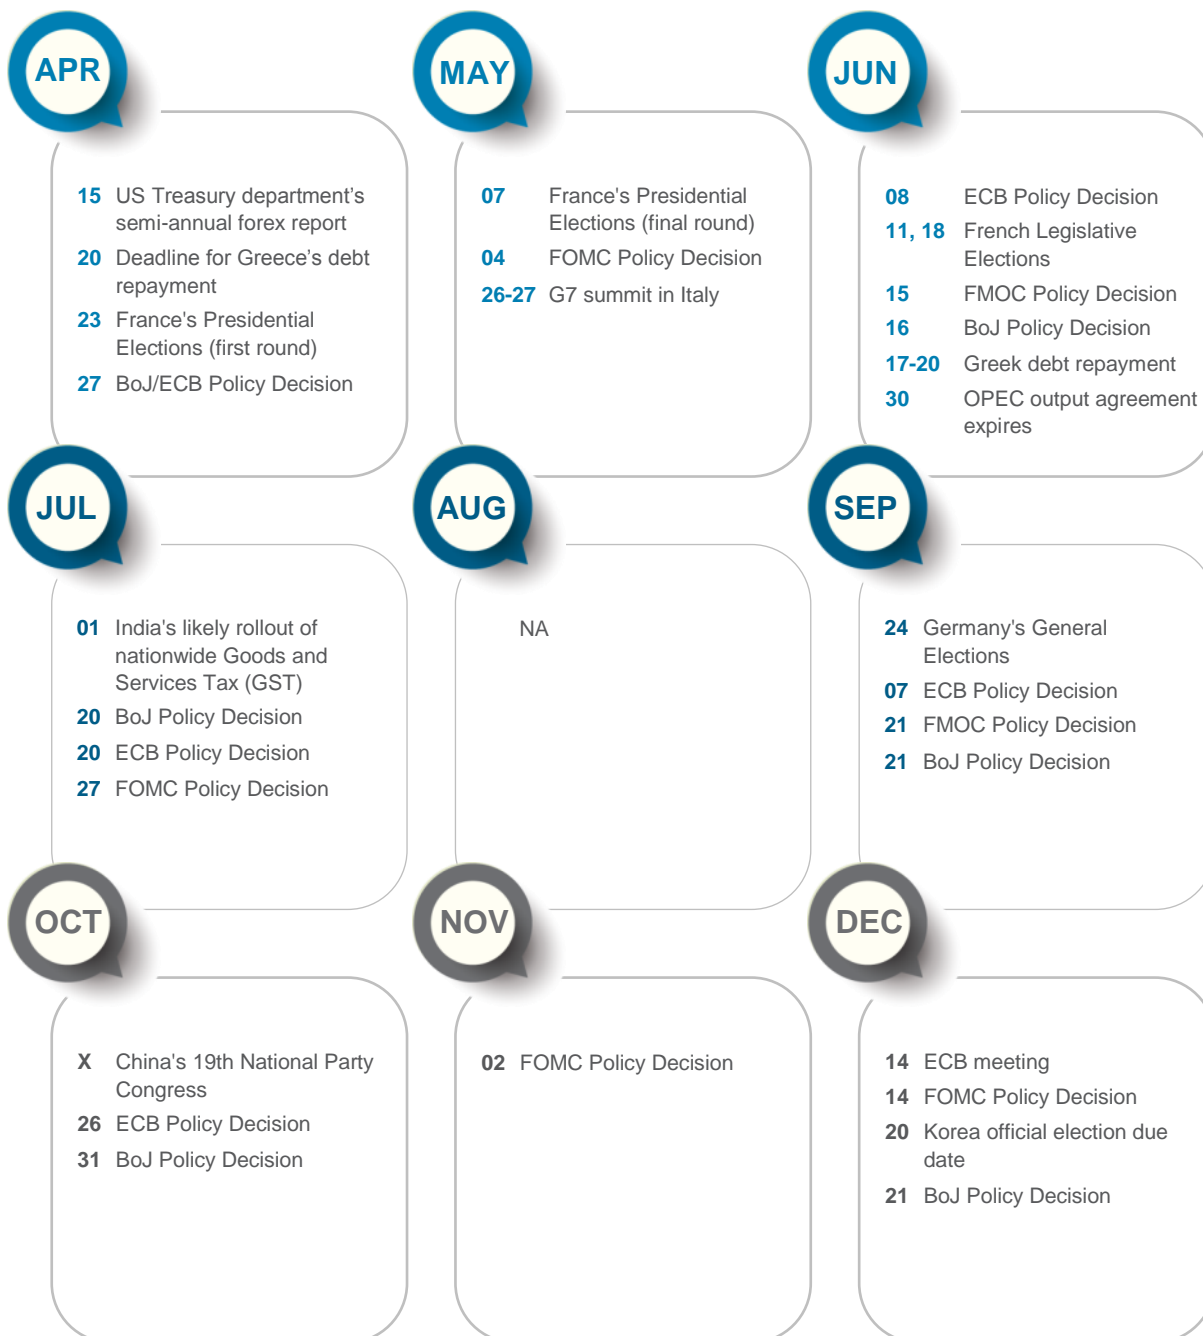 APR
15 US Treasury department's
semi-annual forex report
20 Deadline for Greece's debt
repayment
23 France's Presidential
Elections (first round)
27 BoJ/ECB Policy Decision
MAY
07 France's Presidential
Elections (final round)
04 FOMC Policy Decision
26-27 G7 summit in Italy
JUN
08 ECB Policy Decision
11, 18 French Legislative
Elections
15 FMOC Policy Decision
16 BoJ Policy Decision
17-20 Greek debt repayment
30 OPEC output agreement
expires
JUL
01 India's likely rollout of
nationwide Goods and
Services Tax (GST)
20 BoJ Policy Decision
20 ECB Policy Decision
27 FOMC Policy Decision
AUG
NA
SEP
24 Germany's General
Elections
07 ECB Policy Decision
21 FMOC Policy Decision
21 BoJ Policy Decision
OCT
X China's 19th National Party
Congress
26 ECB Policy Decision
31 BoJ Policy Decision
NOV
02 FOMC Policy Decision
DEC
14 ECB meeting
14 FOMC Policy Decision
20 Korea official election due
date
21 BoJ Policy Decision